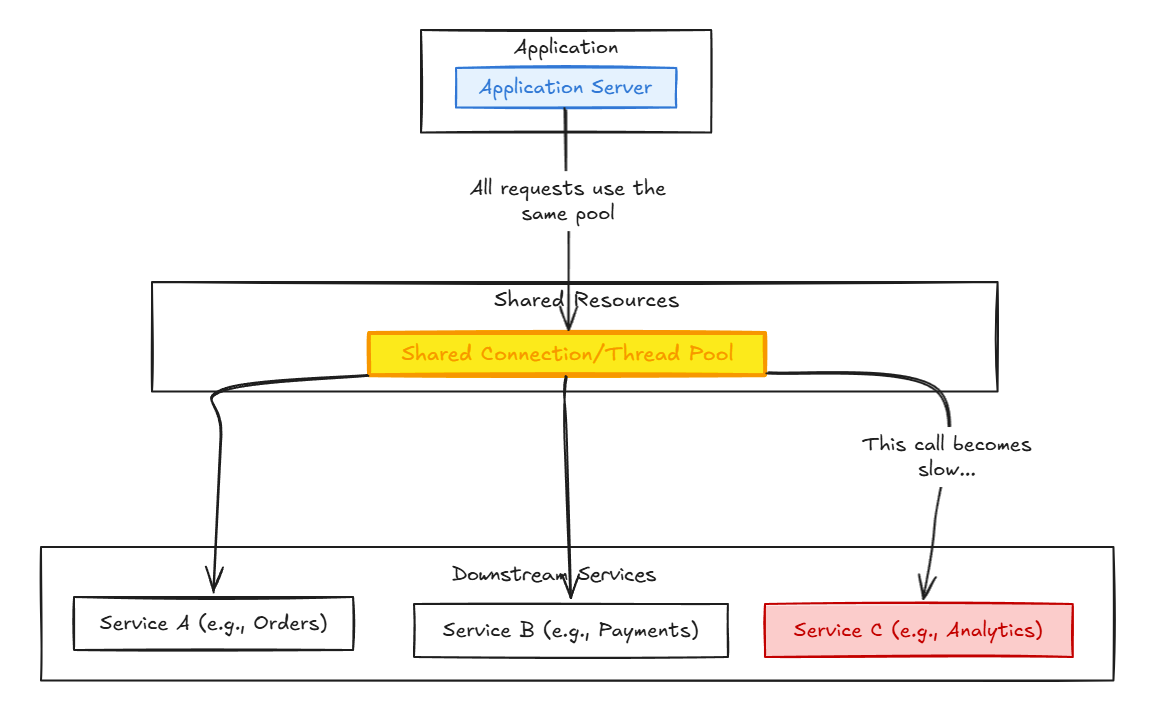 Application
Application Server
All requests use the
same pool
Shared Resources
Shared Connection/Thread Pool
This call becomes
slow...
Downstream Services
Service A (e.g., Orders)
Service B (e.g., Payments)
Service C (e.g., Analytics)